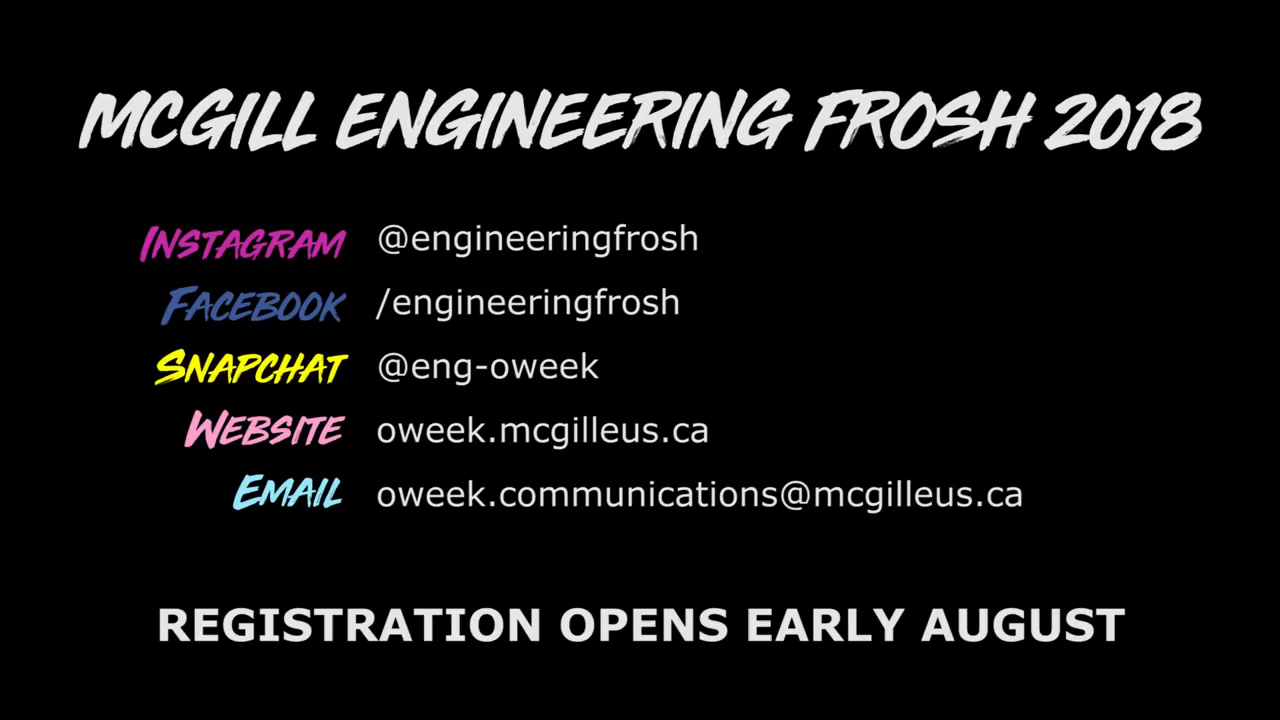 MCGILL ENGINEERING FROSH 2018
INSTAGRAM @engineeringfrosh
FACEBOOK /engineeringfrosh
SNAPCHAT @eng-oweek
WEBSITE oweek.mcgilleus.ca
EMAIL oweek.communications@mcgilleus.ca
REGISTRATION OPENS EARLY AUGUST